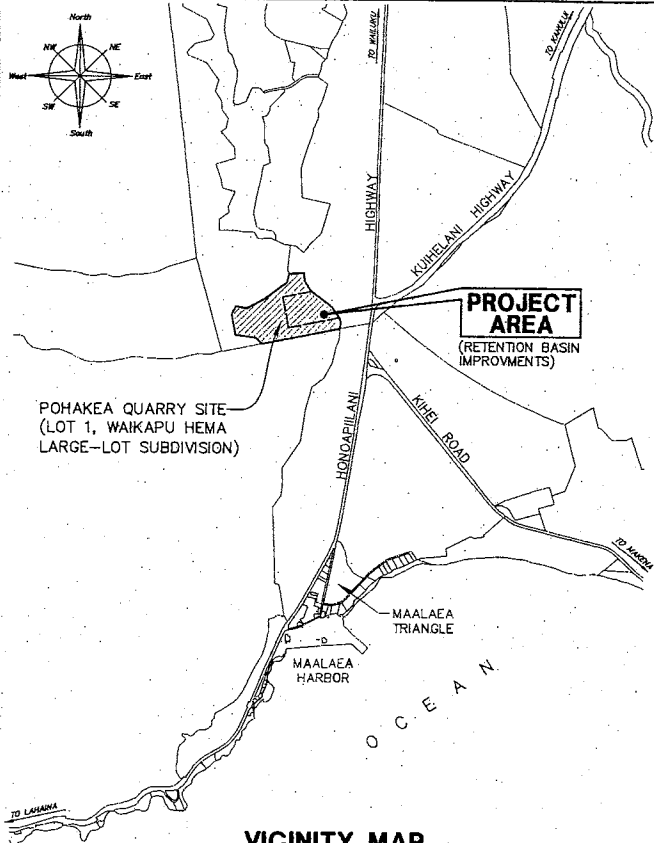 North
NW
NE
West
East
SW
SE
South
TO WAILUKU
TO KAHULUI
HIGHWAY
KUIHELANI HIGHWAY
PROJECT
AREA
(RETENTION BASIN
IMPROVMENTS)
POHAKEA QUARRY SITE
(LOT 1, WAIKAPU HEMA
LARGE-LOT SUBDIVISION)
HONOAPIILANI
KIHEI ROAD
TO MAKENA
MAALAEA
TRIANGLE
MAALAEA
HARBOR
OCEAN
TO LAHAINA
VICINITY MAP